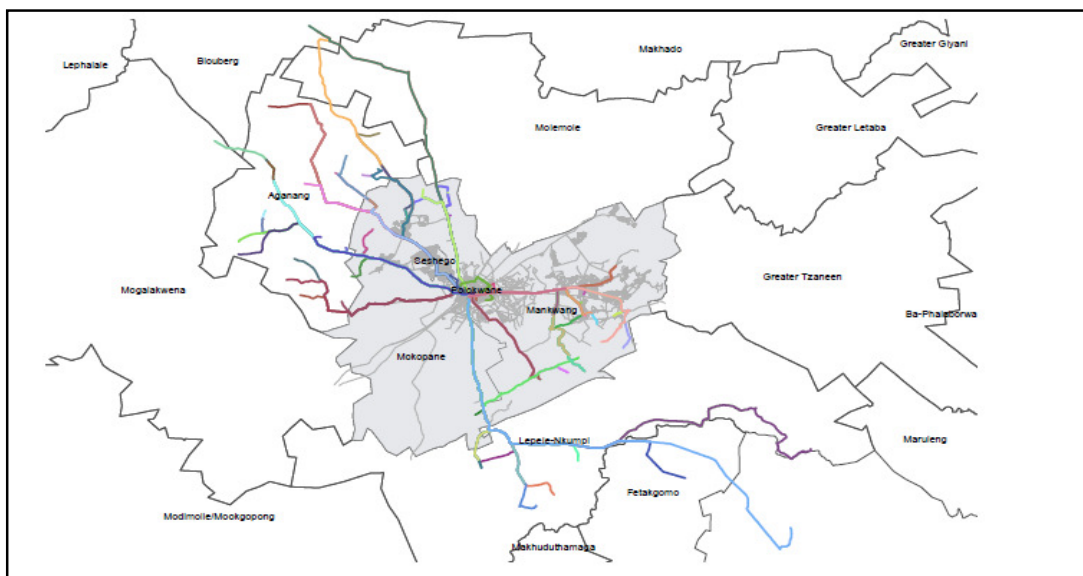 Greater Giyani
Makhado
Blouberg
Lephalale
Molemole
Greater Letaba
Aganang
Seshego
Greater Tzaneen
Mogalakwena
Polokwane
Mankwang
Ba-Phalaborwa
Mokopane
Lepele-Nkumpi
Maruleng
Fetakgomo
Modimolle/Mookgopong
Makhuduthamaga